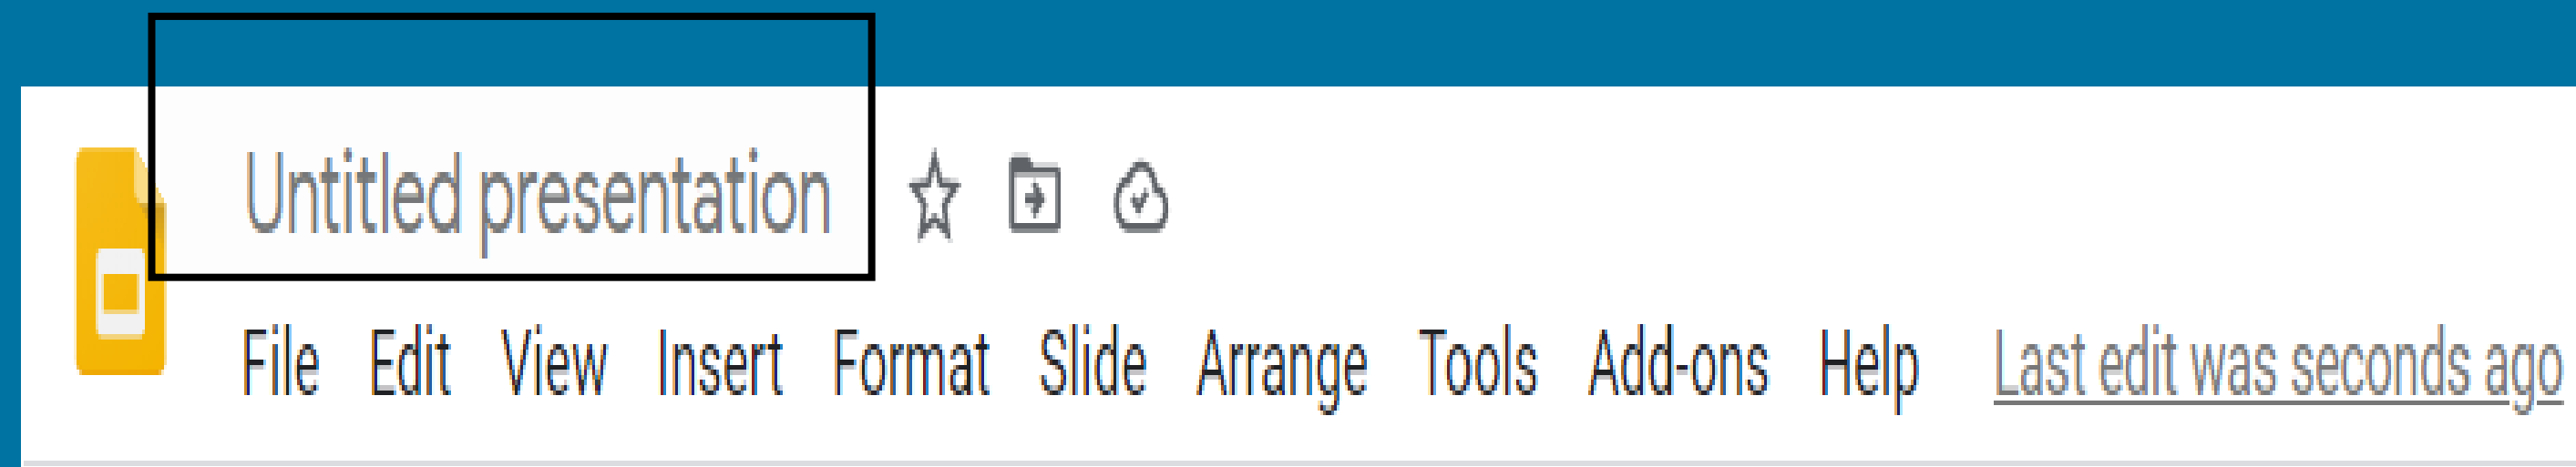 Untitled presentation
File Edit View Insert Format Slide Arrange Tools Add-ons Help Last edit was seconds ago